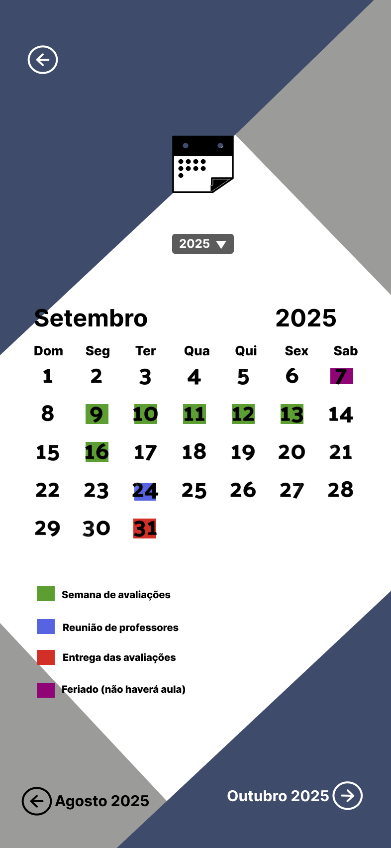 2025
Setembro 2025
Dom Seg Ter Qua Qui Sex Sab
1 2 3 4 5 6 7
8 9 10 11 12 13 14
15 16 17 18 19 20 21
22 23 24 25 26 27 28
29 30 31
Semana de avaliações
Reunião de professores
Entrega das avaliações
Feriado (não haverá aula)
Agosto 2025 Outubro 2025